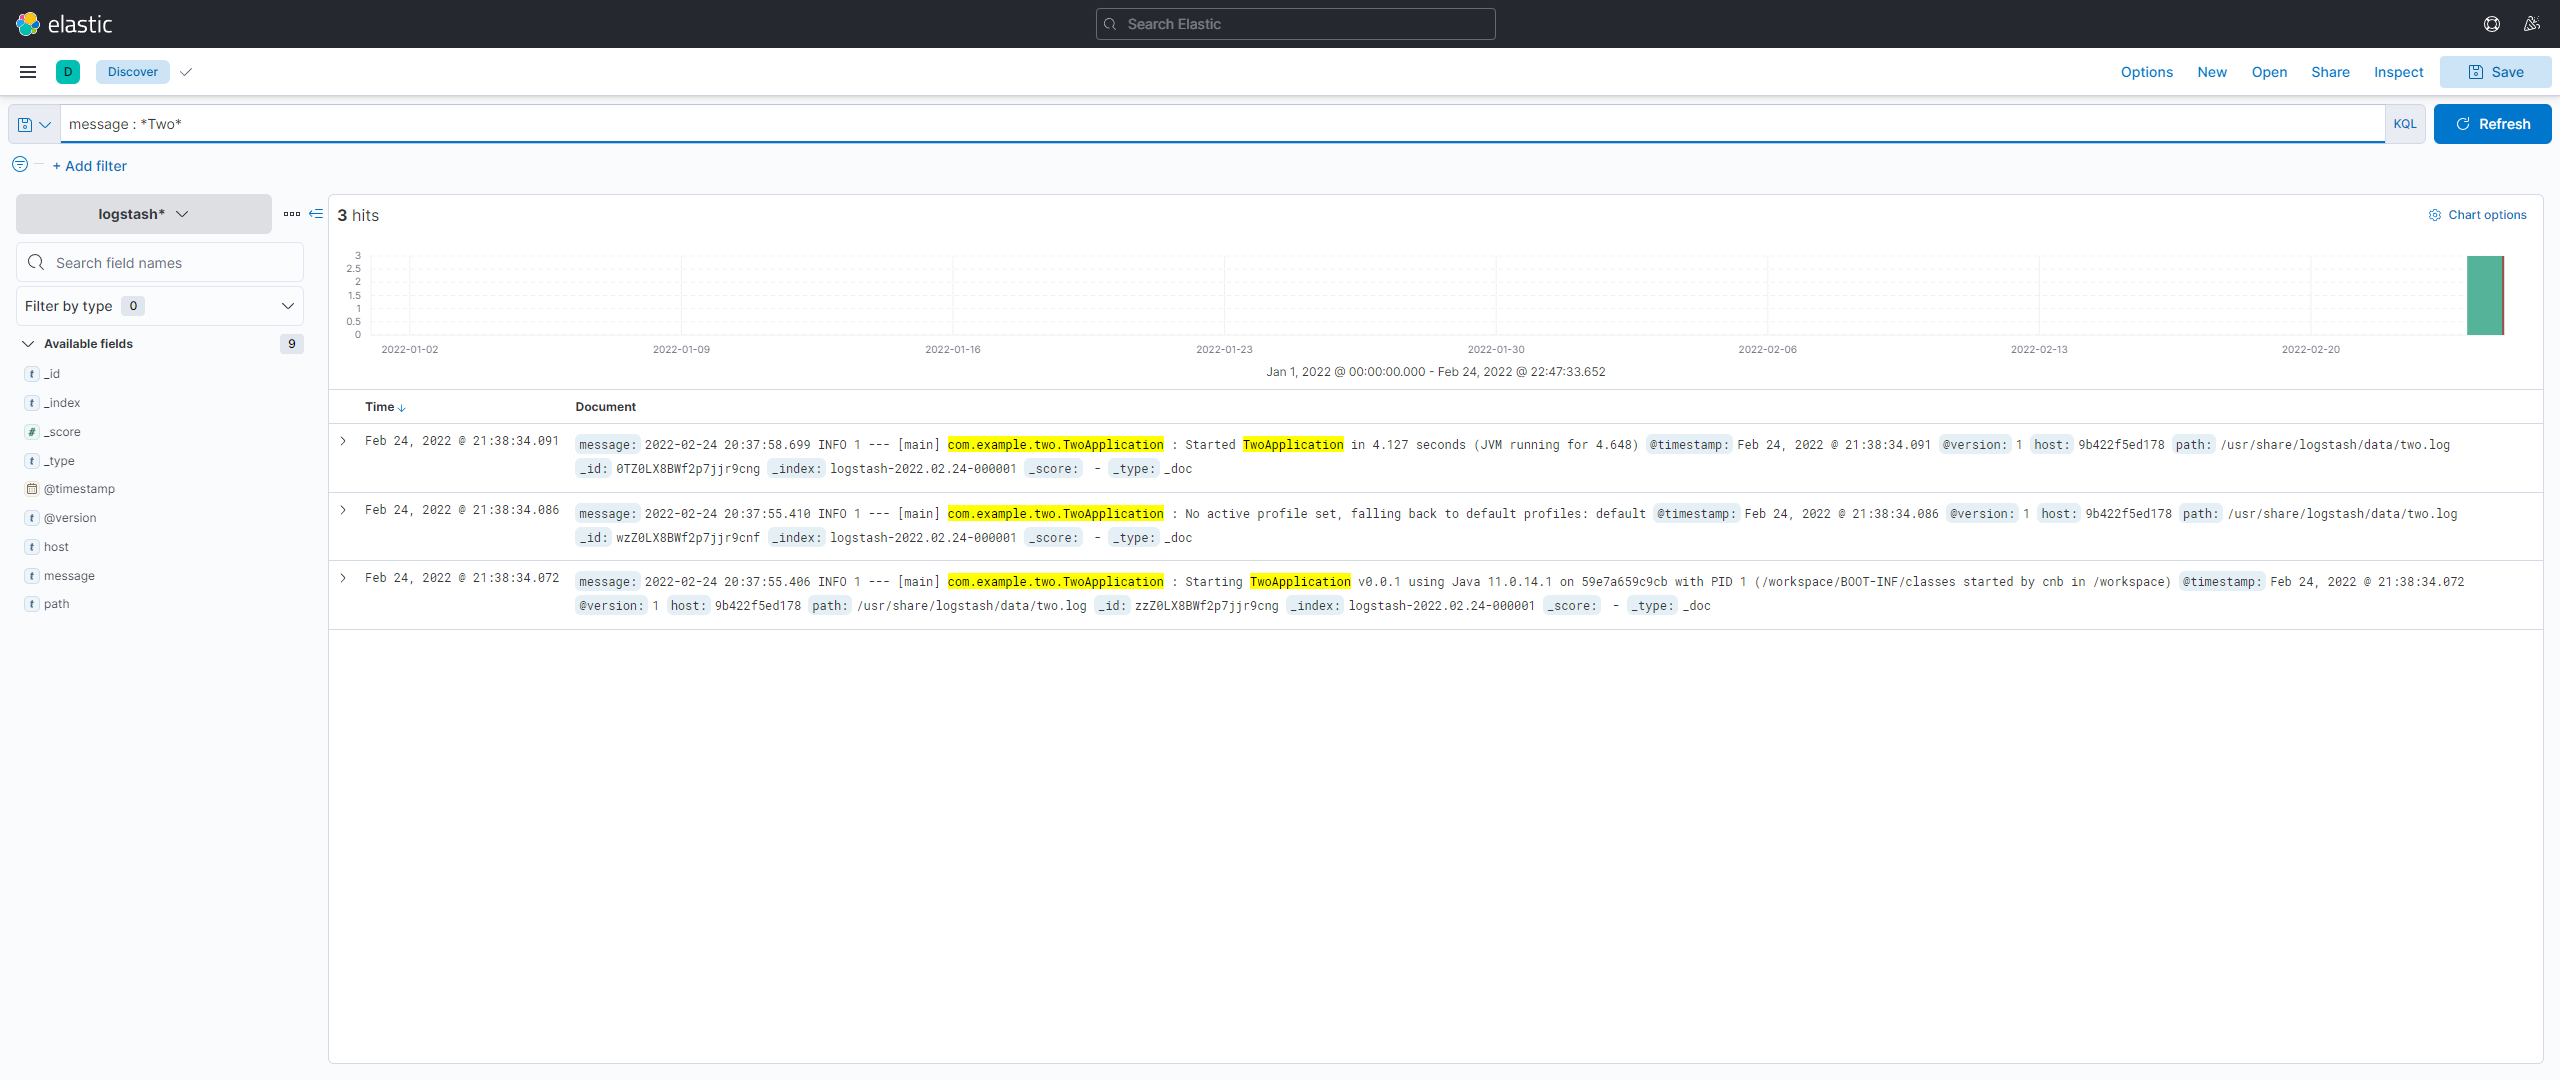 elastic
Search Elastic
D Discover Options New Open Share Inspect Save
message : *Two* KQL Refresh
+ Add filter
logstash*
Search field names
Filter by type 0
Available fields 9
t _id
t _index
# _score
t _type
@timestamp
t @version
t host
t message
t path
3 hits Chart options
3
2.5
2
1.5
1
0.5
0
2022-01-02 2022-01-09 2022-01-16 2022-01-23 2022-01-30 2022-02-06 2022-02-13 2022-02-20
Jan 1, 2022 @ 00:00:00.000 - Feb 24, 2022 @ 22:47:33.652
Time Document
Feb 24, 2022 @ 21:38:34.091 message: 2022-02-24 20:37:58.699 INFO 1 --- [main] com.example.two.TwoApplication : Started TwoApplication in 4.127 seconds (JVM running for 4.648) @timestamp: Feb 24, 2022 @ 21:38:34.091 @version: 1 host: 9b422f5ed178 path: /usr/share/logstash/data/two.log
_id: 0TZ0LX8BWf2p7jjr9cng _index: logstash-2022.02.24-000001 _score: - _type: _doc
Feb 24, 2022 @ 21:38:34.086 message: 2022-02-24 20:37:55.410 INFO 1 --- [main] com.example.two.TwoApplication : No active profile set, falling back to default profiles: default @timestamp: Feb 24, 2022 @ 21:38:34.086 @version: 1 host: 9b422f5ed178 path: /usr/share/logstash/data/two.log
_id: wzZ0LX8BWf2p7jjr9cnf _index: logstash-2022.02.24-000001 _score: - _type: _doc
Feb 24, 2022 @ 21:38:34.072 message: 2022-02-24 20:37:55.406 INFO 1 --- [main] com.example.two.TwoApplication : Starting TwoApplication v0.0.1 using Java 11.0.14.1 on 59e7a659c9cb with PID 1 (/workspace/BOOT-INF/classes started by cnb in /workspace) @timestamp: Feb 24, 2022 @ 21:38:34.072
@version: 1 host: 9b422f5ed178 path: /usr/share/logstash/data/two.log _id: zzZ0LX8BWf2p7jjr9cng _index: logstash-2022.02.24-000001 _score: - _type: _doc